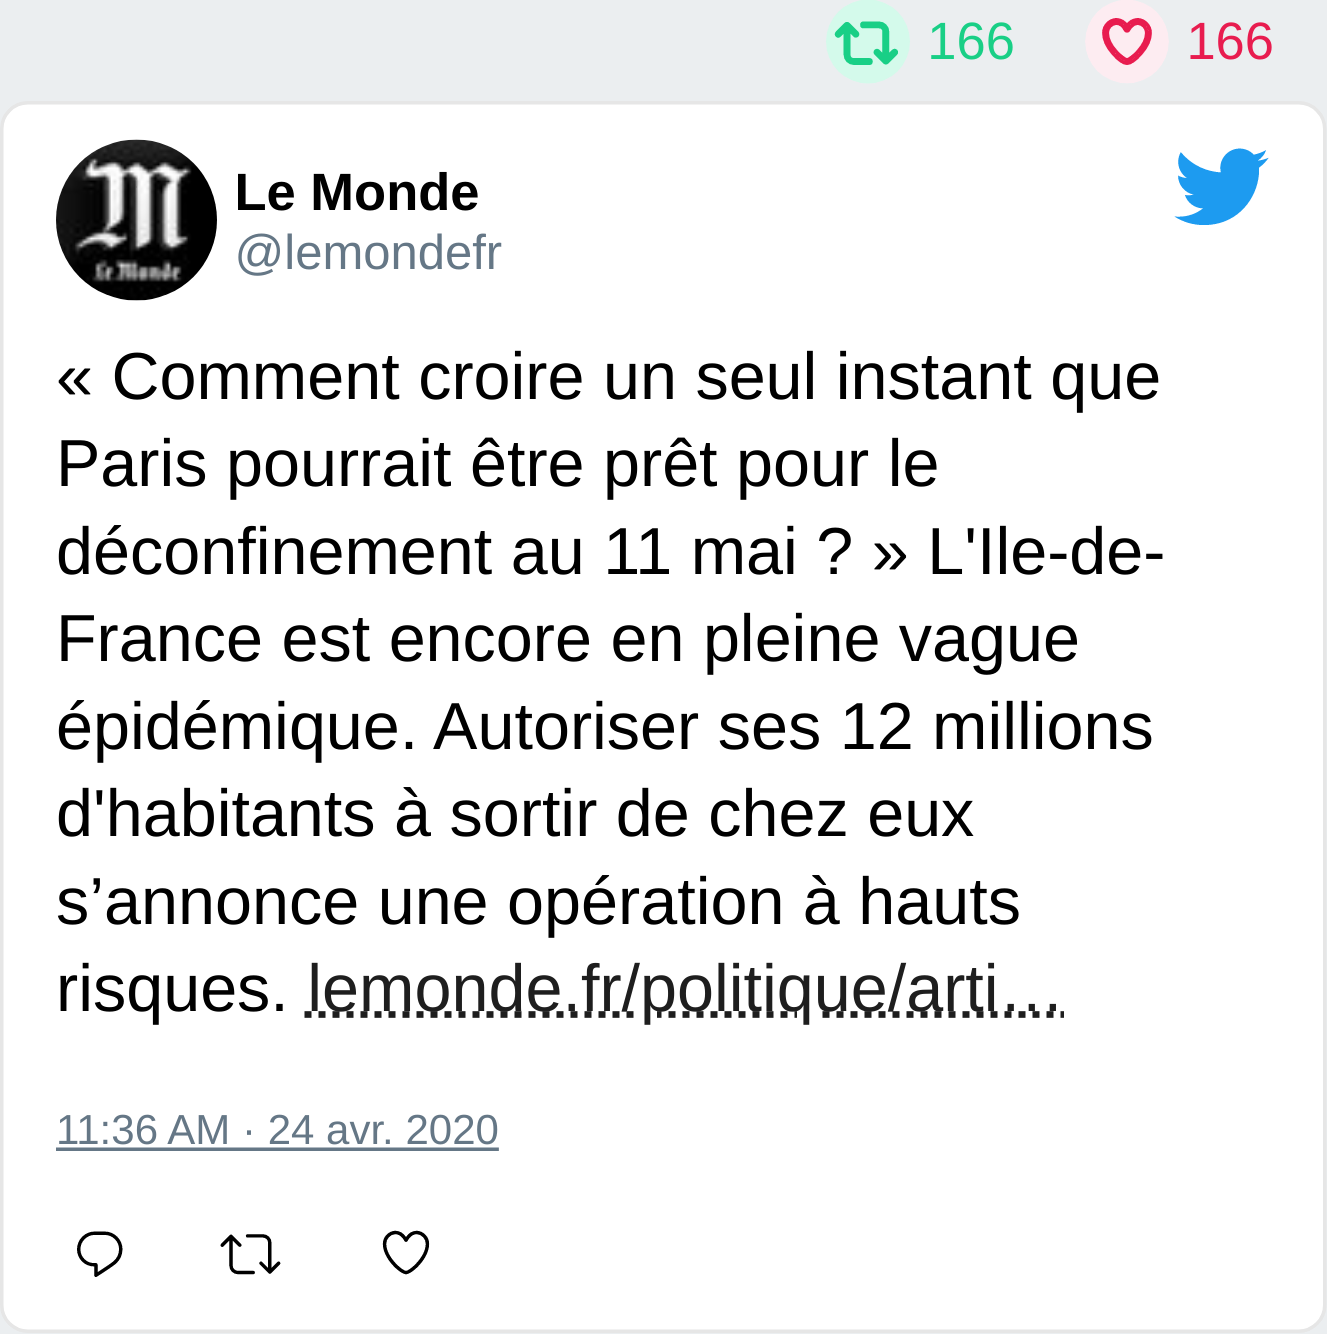 166 166
Le Monde
Le Monde
@lemondefr
« Comment croire un seul instant que
Paris pourrait être prêt pour le
déconfinement au 11 mai ? » L'Ile-de-
France est encore en pleine vague
épidémique. Autoriser ses 12 millions
d'habitants à sortir de chez eux
s’annonce une opération à hauts
risques. lemonde.fr/politique/arti…
11:36 AM · 24 avr. 2020